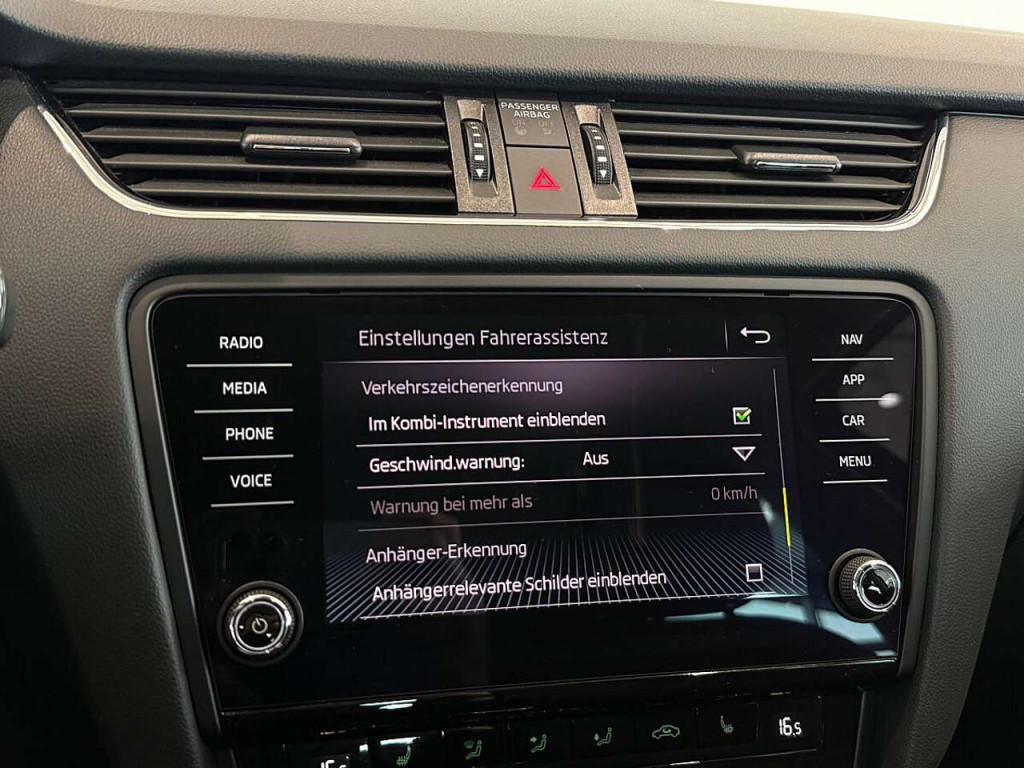 PASSENGER
AIRBAG
ON OFF
RADIO
MEDIA
PHONE
VOICE
Einstellungen Fahrerassistenz
Verkehrszeichenerkennung
Im Kombi-Instrument einblenden
Geschwind.warnung: Aus
Warnung bei mehr als 0 km/h
Anhänger-Erkennung
Anhängerrelevante Schilder einblenden
NAV
APP
CAR
MENU
16.5